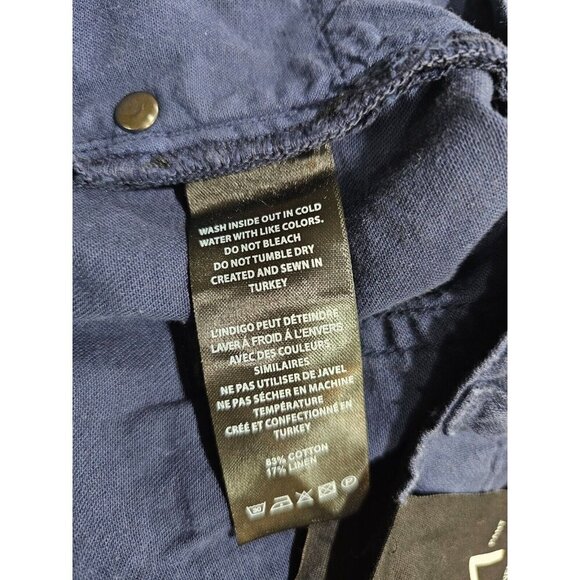 WASH INSIDE OUT IN COLD
WATER WITH LIKE COLORS.
DO NOT BLEACH
DO NOT TUMBLE DRY
CREATED AND SEWN IN
TURKEY
L'INDIGO PEUT DÉTEINDRE
LAVER À FROID À L'ENVERS
AVEC DES COULEURS
SIMILAIRES
NE PAS UTILISER DE JAVEL
NE PAS SÉCHER EN MACHINE
TEMPÉRATURE
CRÉÉ ET CONFECTIONNÉ EN
TURKEY
83% COTTON
17% LINEN
30
P